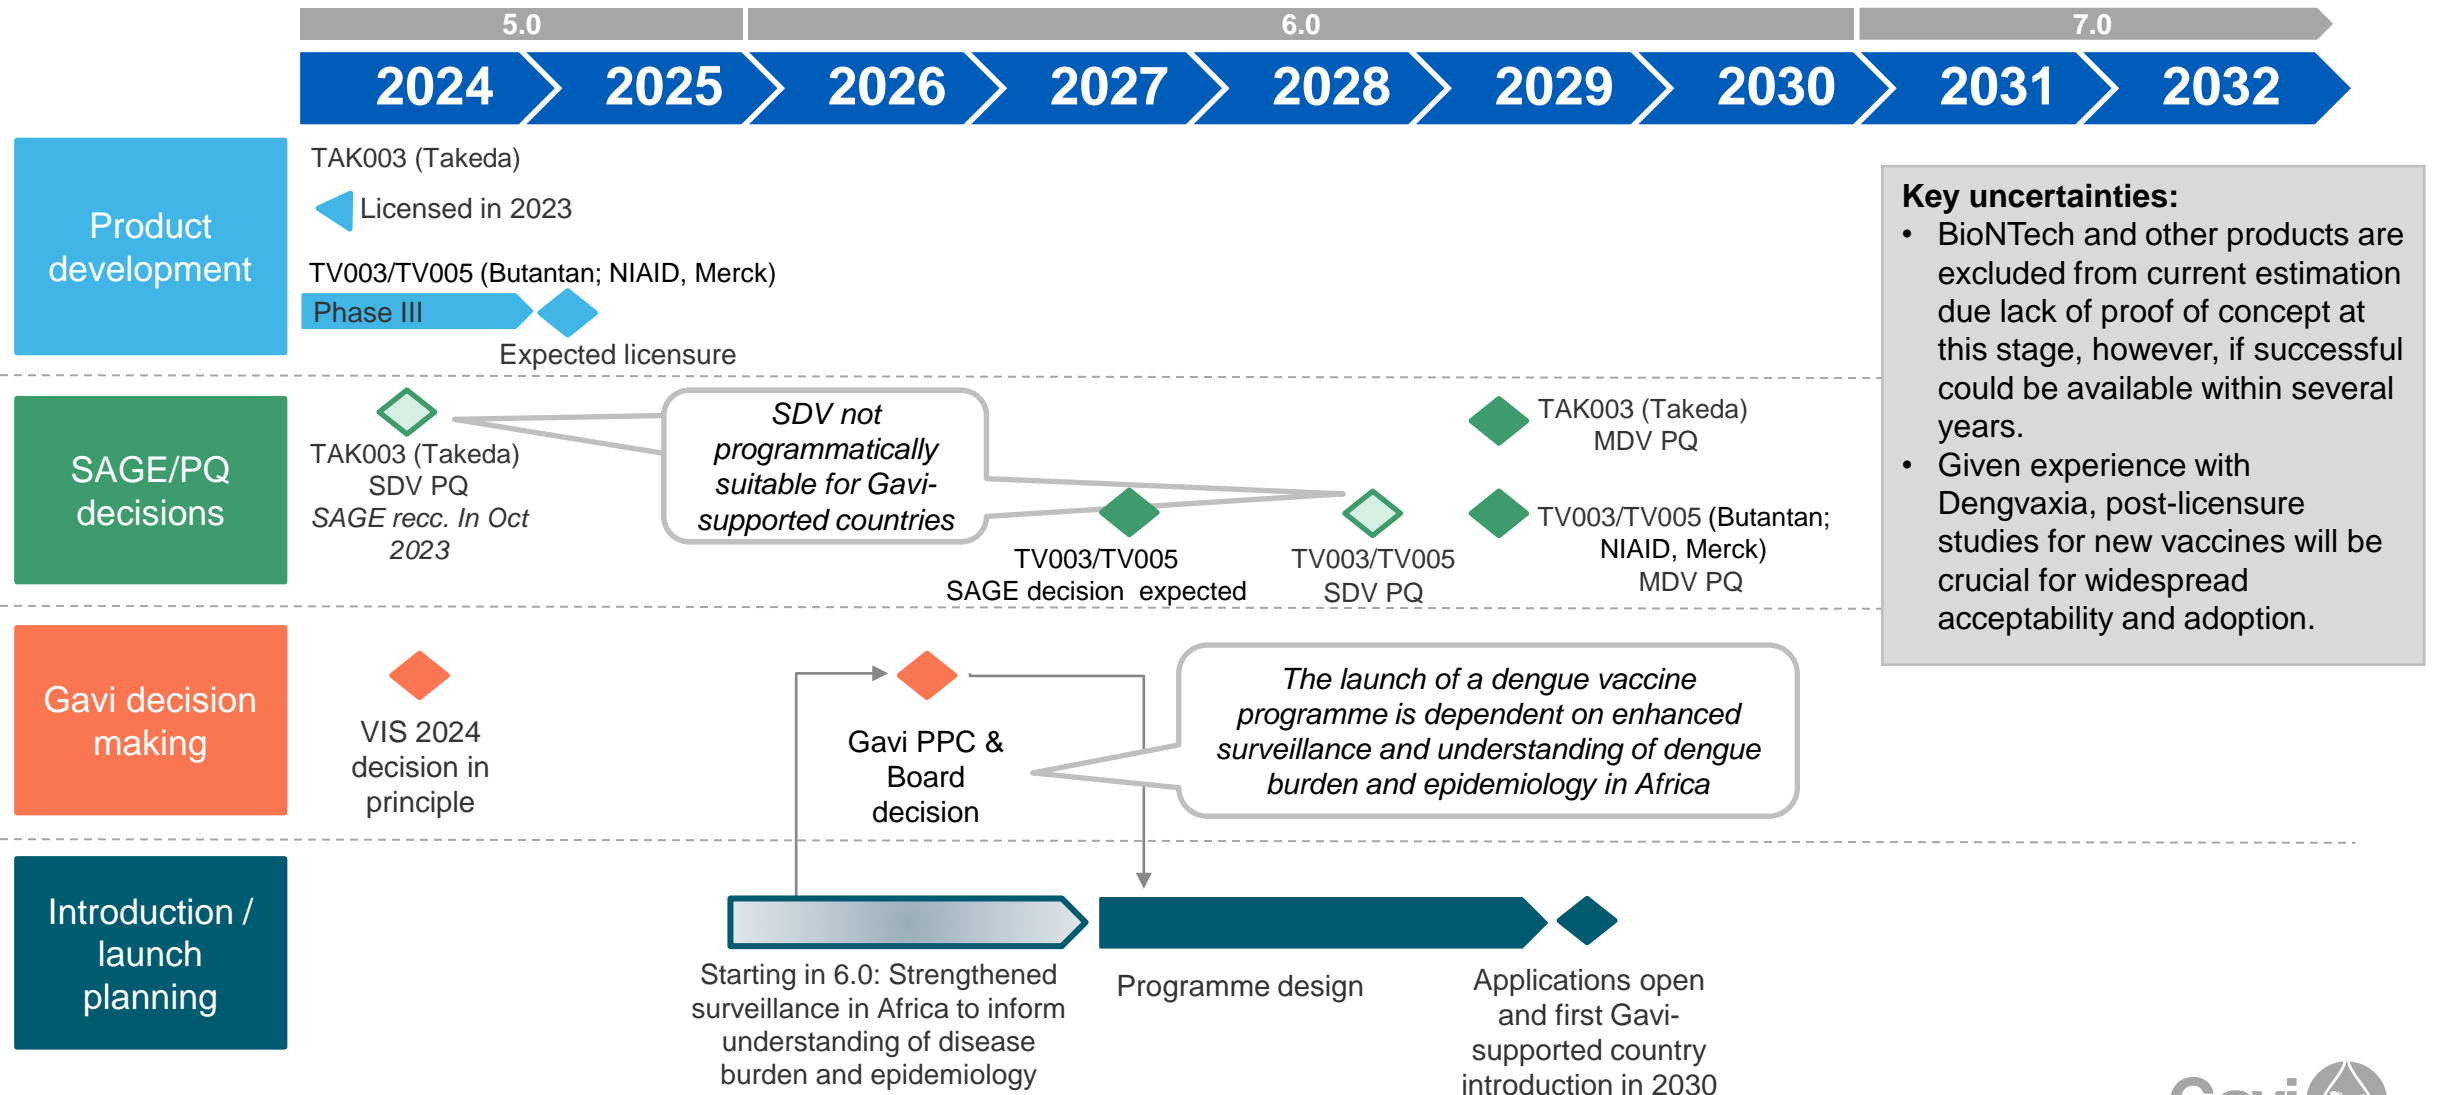 5.0
6.0
7.0
2024
2025
2026
2027
2028
2029
2030
2031
2032
Product
development
TAK003 (Takeda)
Licensed in 2023
TV003/TV005 (Butantan; NIAID, Merck)
Phase III
Expected licensure
Key uncertainties:
• BioNTech and other products are
excluded from current estimation
due lack of proof of concept at
this stage, however, if successful
could be available within several
years.
• Given experience with
Dengvaxia, post-licensure
studies for new vaccines will be
crucial for widespread
acceptability and adoption.
SAGE/PQ
decisions
TAK003 (Takeda)
SDV PQ
SAGE recc. In Oct
2023
SDV not
programmatically
suitable for Gavi-
supported countries
TV003/TV005
SAGE decision expected
TV003/TV005
SDV PQ
TAK003 (Takeda)
MDV PQ
TV003/TV005 (Butantan;
NIAID, Merck)
MDV PQ
Gavi decision
making
VIS 2024
decision in
principle
Gavi PPC &
Board
decision
The launch of a dengue vaccine
programme is dependent on enhanced
surveillance and understanding of dengue
burden and epidemiology in Africa
Introduction /
launch
planning
Starting in 6.0: Strengthened
surveillance in Africa to inform
understanding of disease
burden and epidemiology
Programme design
Applications open
and first Gavi-
supported country
introduction in 2030
Gavi